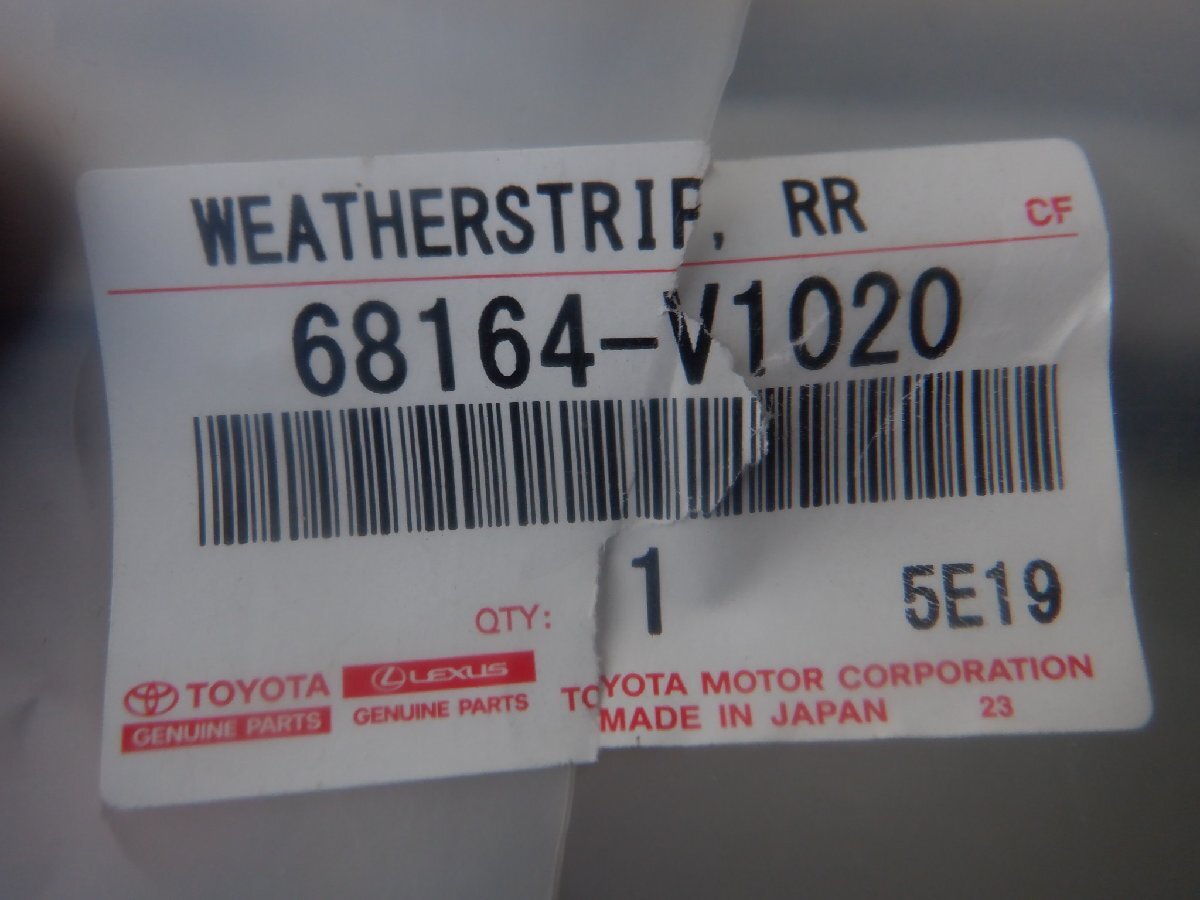 WEATHERSTRIP, RR
CF
68164-V1020
QTY: 1
5E19
TOYOTA
GENUINE PARTS
LEXUS
GENUINE PARTS
TOYOTA MOTOR CORPORATION
MADE IN JAPAN 23